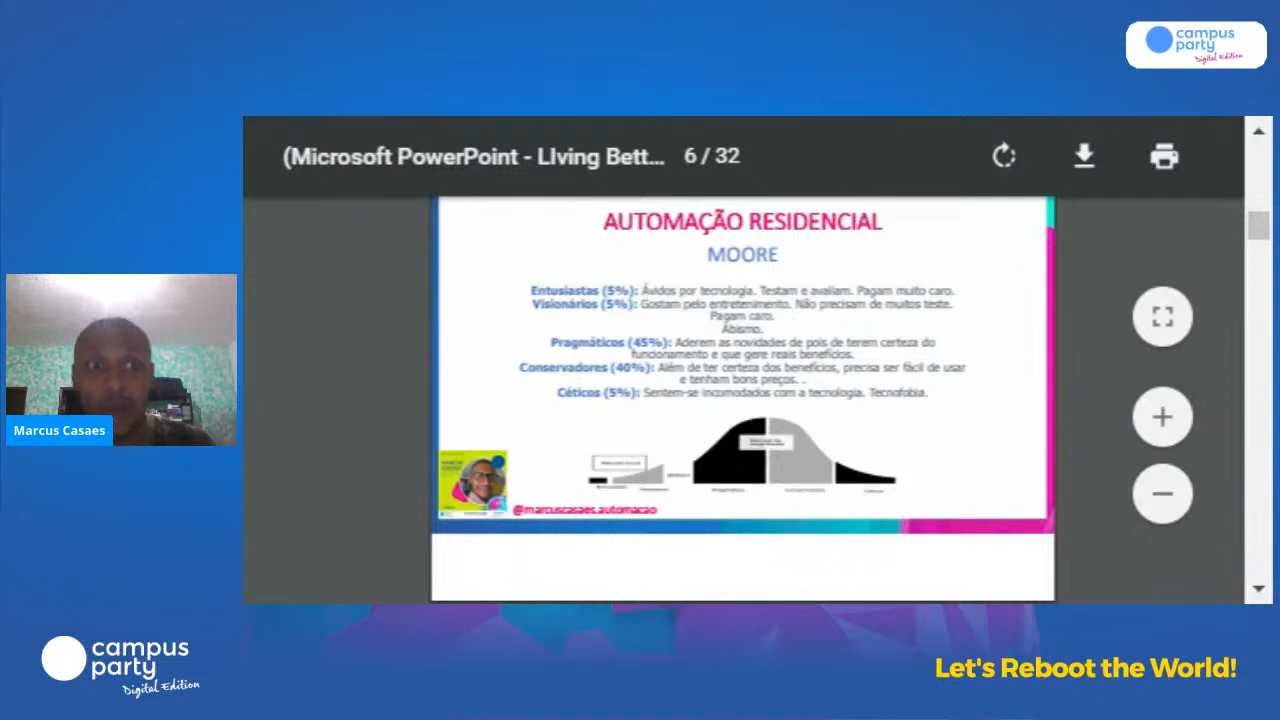 campus
party
Digital Edition
(Microsoft PowerPoint - LIving Bett... 6 / 32
AUTOMAÇÃO RESIDENCIAL
MOORE
Entusiastas (5%): Ávidos por tecnologia. Testam e avaliam. Pagam muito caro.
Visionários (5%): Gostam pelo entretenimento. Não precisam de muitos teste.
Pagam caro.
Abismo.
Pragmáticos (45%): Aderem as novidades de pois de terem certeza do
funcionamento e que gere reais benefícios.
Conservadores (40%): Além de ter certeza dos benefícios, precisa ser fácil de usar
e tenham bons preços. .
Céticos (5%): Sentem-se incomodados com a tecnologia. Tecnofobia.
@marcuscasaes.automacao
Marcus Casaes
campus
party
Digital Edition
Let's Reboot the World!